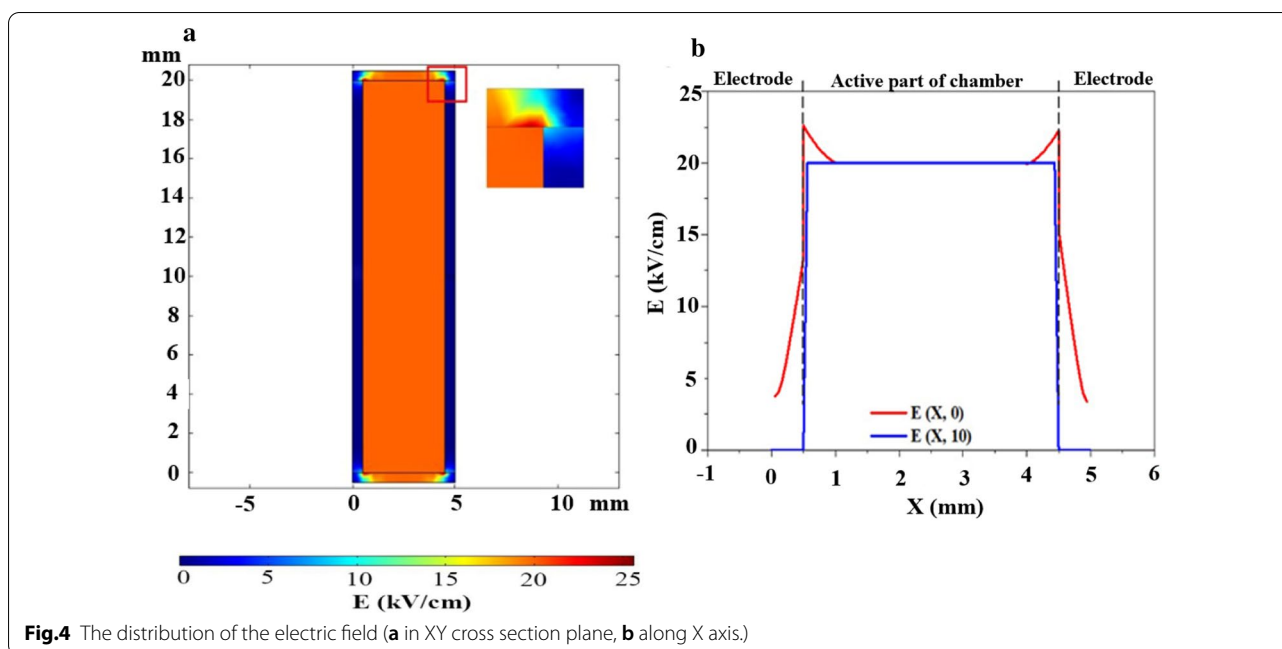 a
mm
20
18
16
14
12
10
8
6
4
2
0
-5
0
5
10
mm
0
5
10
15
20
25
E (kV/cm)
b
Electrode
Active part of chamber
Electrode
25
20
15
10
5
0
E (kV/cm)
E (X, 0)
E (X, 10)
-1
0
1
2
3
4
5
6
X (mm)
Fig.4 The distribution of the electric field (a in XY cross section plane, b along X axis.)